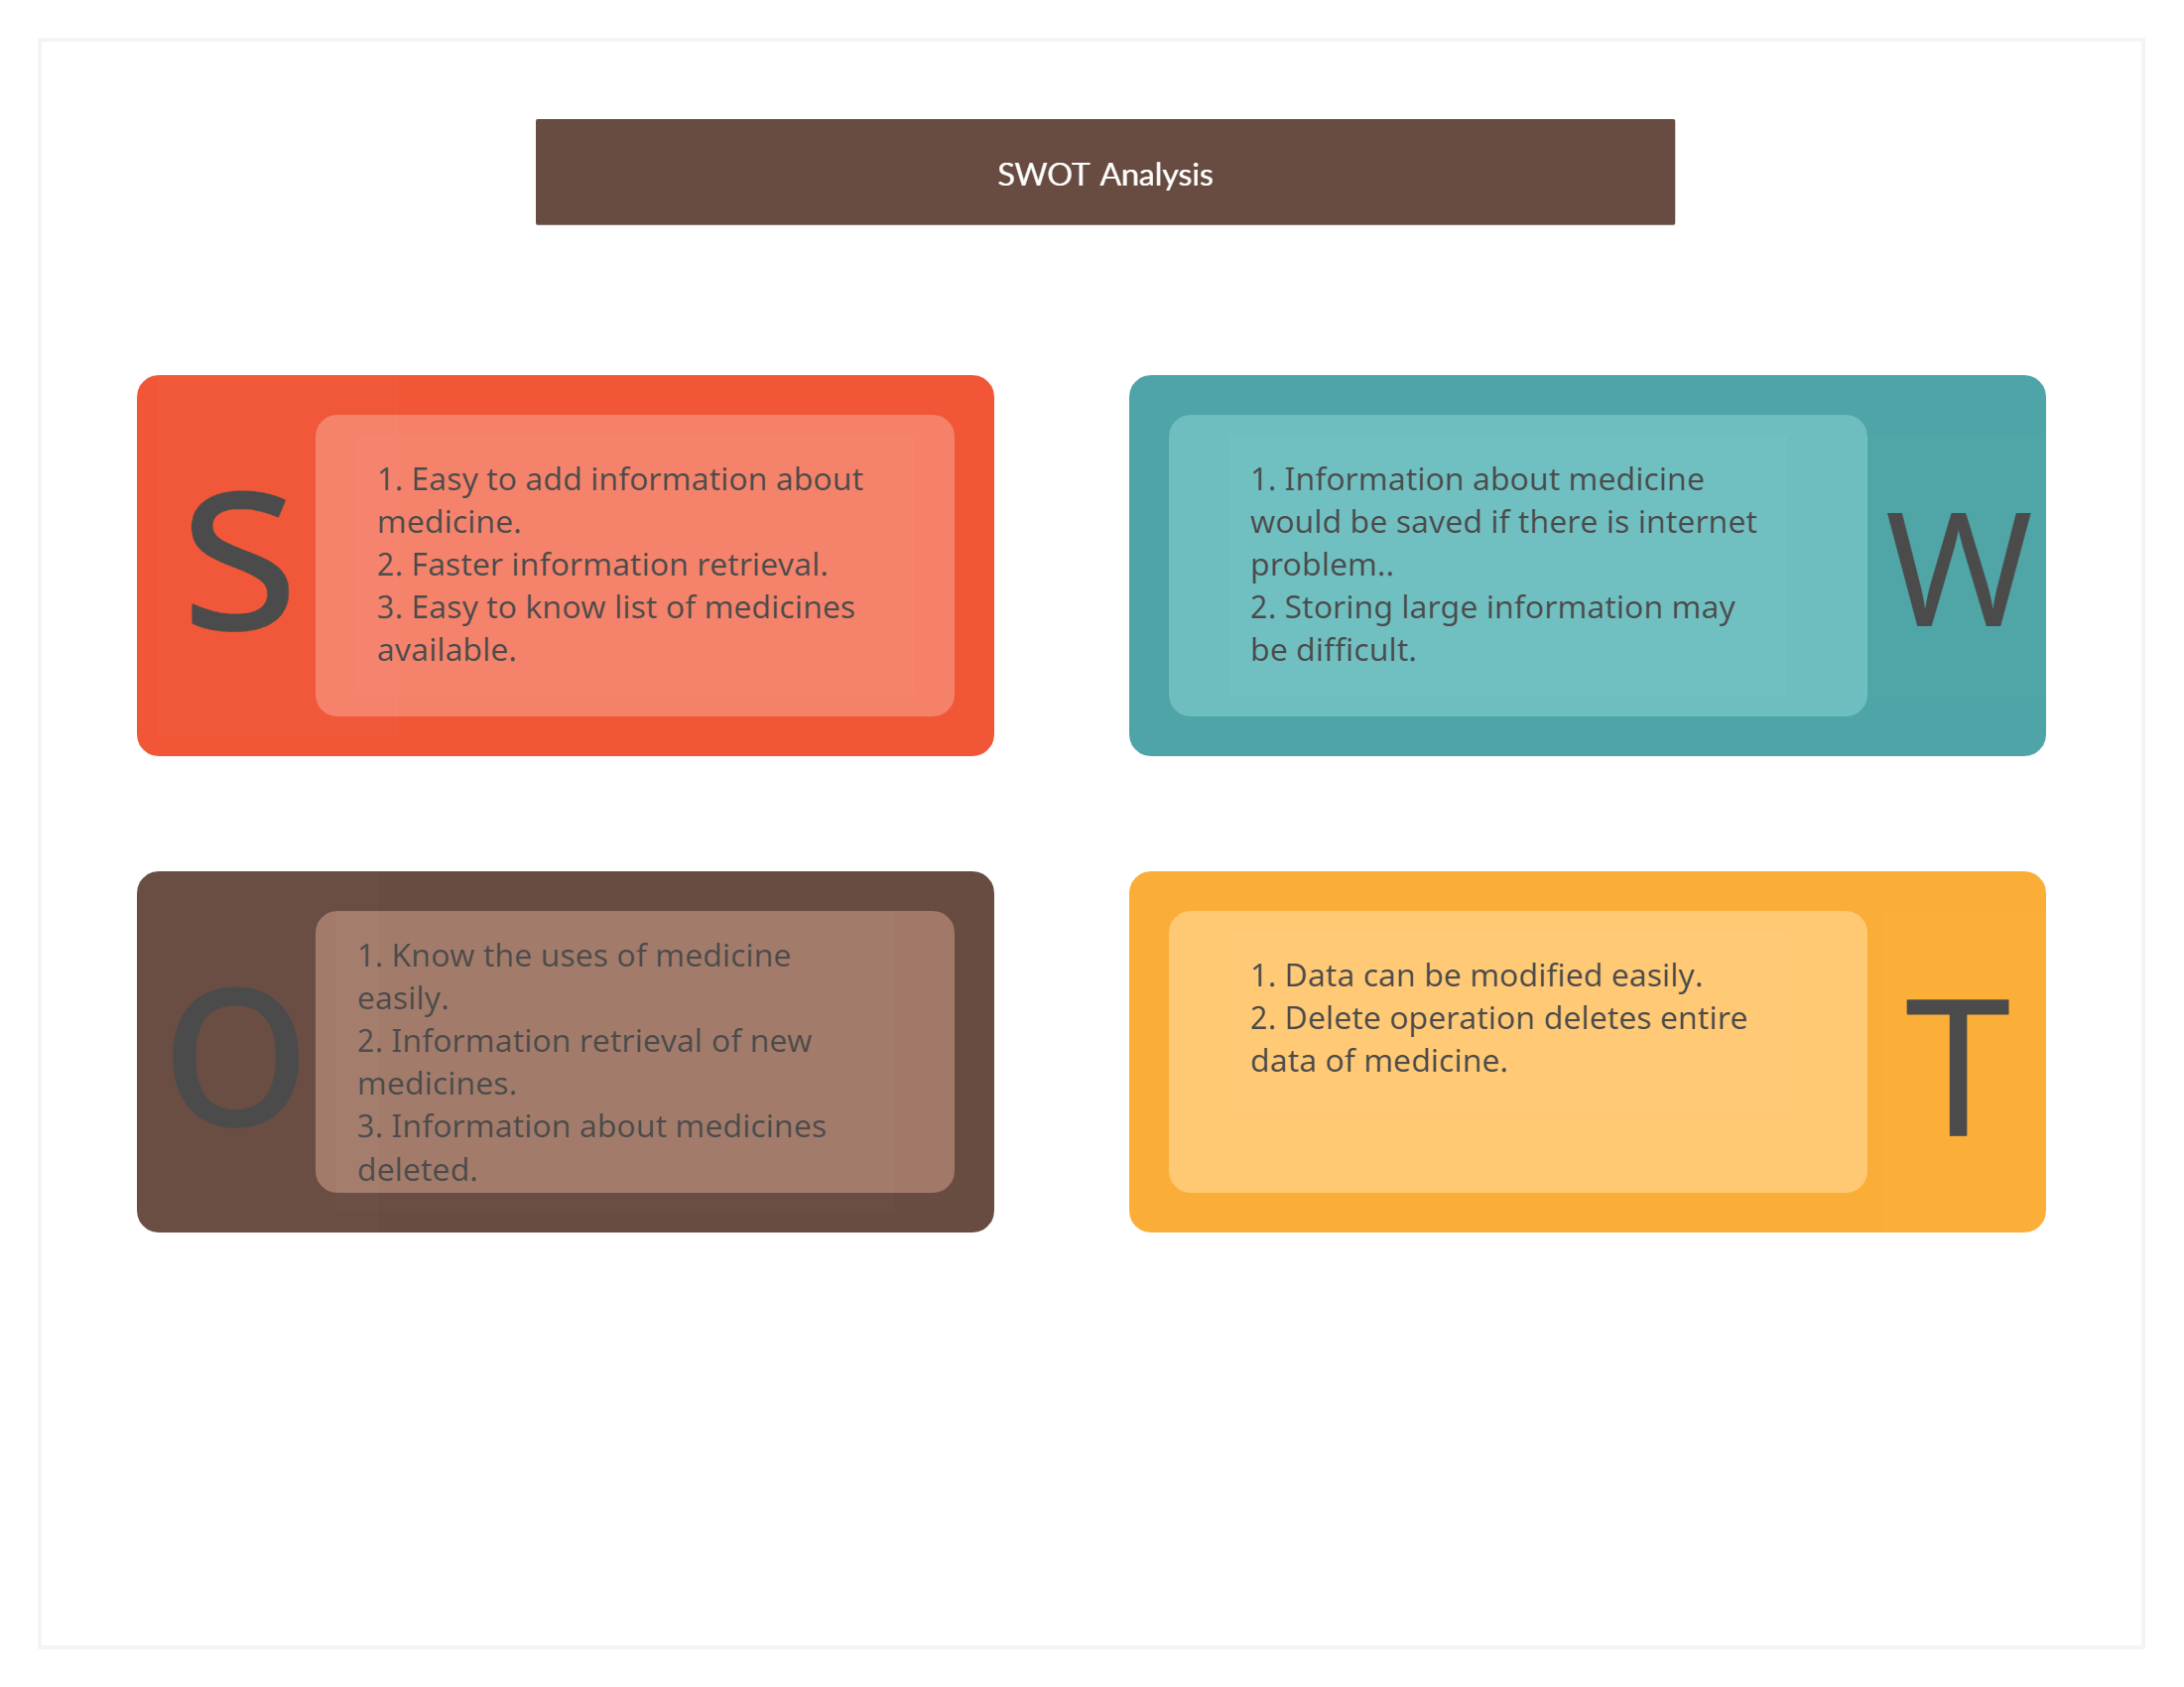 SWOT Analysis
S
1. Easy to add information about
medicine.
2. Faster information retrieval.
3. Easy to know list of medicines
available.
1. Information about medicine
would be saved if there is internet
problem..
2. Storing large information may
be difficult.
W
O
1. Know the uses of medicine
easily.
2. Information retrieval of new
medicines.
3. Information about medicines
deleted.
1. Data can be modified easily.
2. Delete operation deletes entire
data of medicine.
T